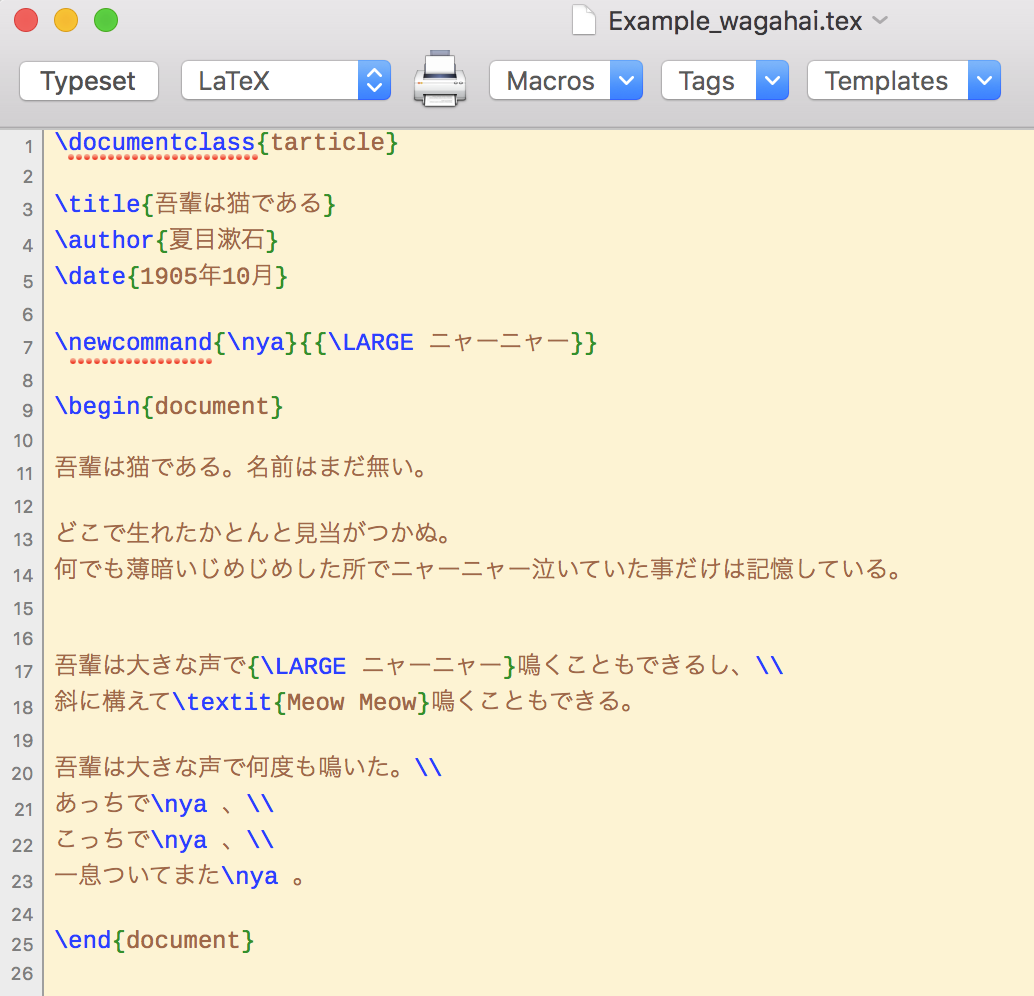 Example_wagahai.tex
Typeset LaTeX Macros Tags Templates
1 \documentclass{tarticle}
2
3 \title{吾輩は猫である}
4 \author{夏目漱石}
5 \date{1905年10月}
6
7 \newcommand{\nya}{{\LARGE ニャーニャー}}
8
9 \begin{document}
10
11 吾輩は猫である。名前はまだ無い。
12
13 どこで生れたかとんと見当がつかぬ。
14 何でも薄暗いじめじめした所でニャーニャー泣いていた事だけは記憶している。
15
16
17 吾輩は大きな声で{\LARGE ニャーニャー}鳴くこともできるし、\\
18 斜に構えて\textit{Meow Meow}鳴くこともできる。
19
20 吾輩は大きな声で何度も鳴いた。\\
21 あっちで\nya 、\\
22 こっちで\nya 、\\
23 一息ついてまた\nya 。
24
25 \end{document}
26